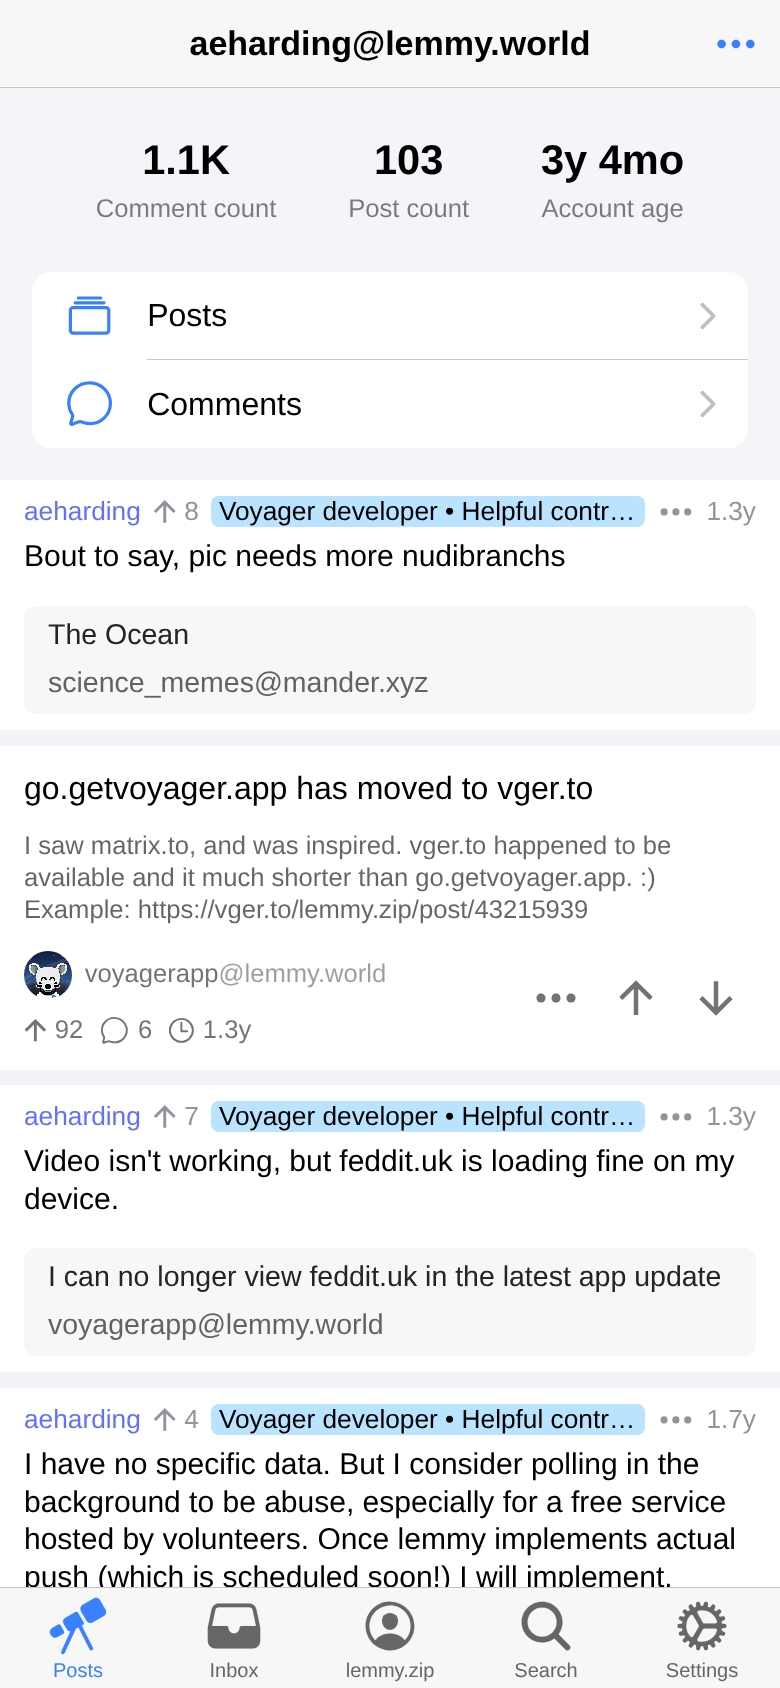 aeharding@lemmy.world
1.1K 103 3y 4mo
Comment count Post count Account age
Posts
Comments
aeharding 8 Voyager developer • Helpful contr… 1.3y
Bout to say, pic needs more nudibranchs
The Ocean
science_memes@mander.xyz
go.getvoyager.app has moved to vger.to
I saw matrix.to, and was inspired. vger.to happened to be
available and it much shorter than go.getvoyager.app. :)
Example: https://vger.to/lemmy.zip/post/43215939
voyagerapp@lemmy.world
92 6 1.3y
aeharding 7 Voyager developer • Helpful contr… 1.3y
Video isn't working, but feddit.uk is loading fine on my
device.
I can no longer view feddit.uk in the latest app update
voyagerapp@lemmy.world
aeharding 4 Voyager developer • Helpful contr… 1.7y
I have no specific data. But I consider polling in the
background to be abuse, especially for a free service
hosted by volunteers. Once lemmy implements actual
push (which is scheduled soon!) I will implement.
Posts Inbox lemmy.zip Search Settings